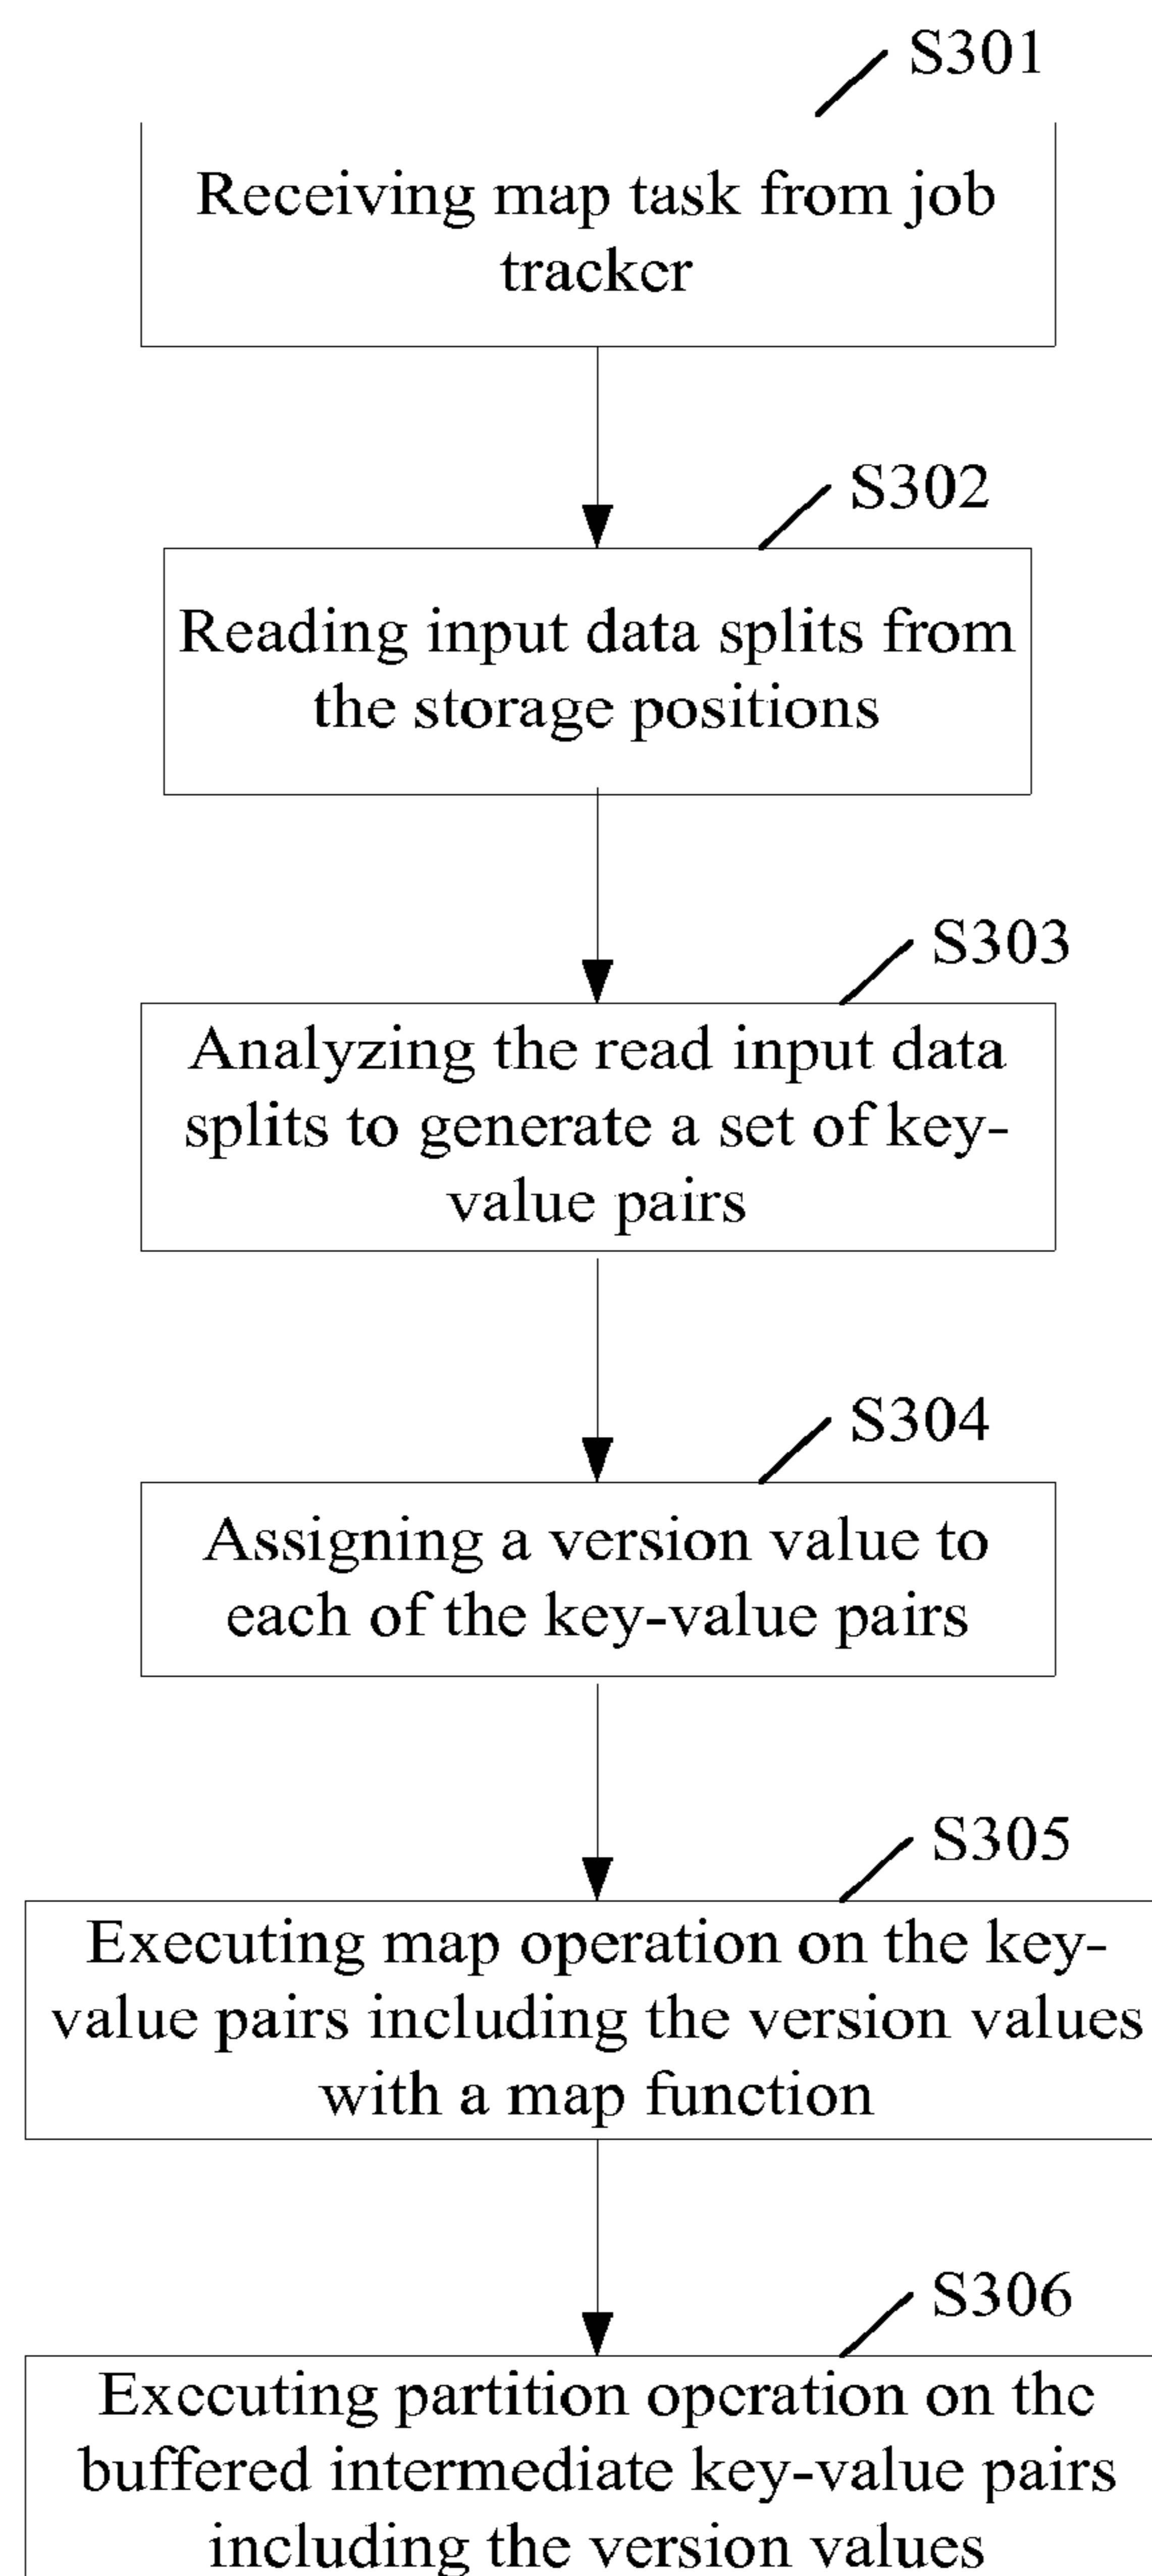 S301
Receiving map task from job
tracker
S302
Reading input data splits from
the storage positions
S303
Analyzing the read input data
splits to generate a set of key-
value pairs
S304
Assigning a version value to
each of the key-value pairs
S305
Executing map operation on the key-
value pairs including the version values
with a map function
S306
Executing partition operation on the
buffered intermediate key-value pairs
including the version values